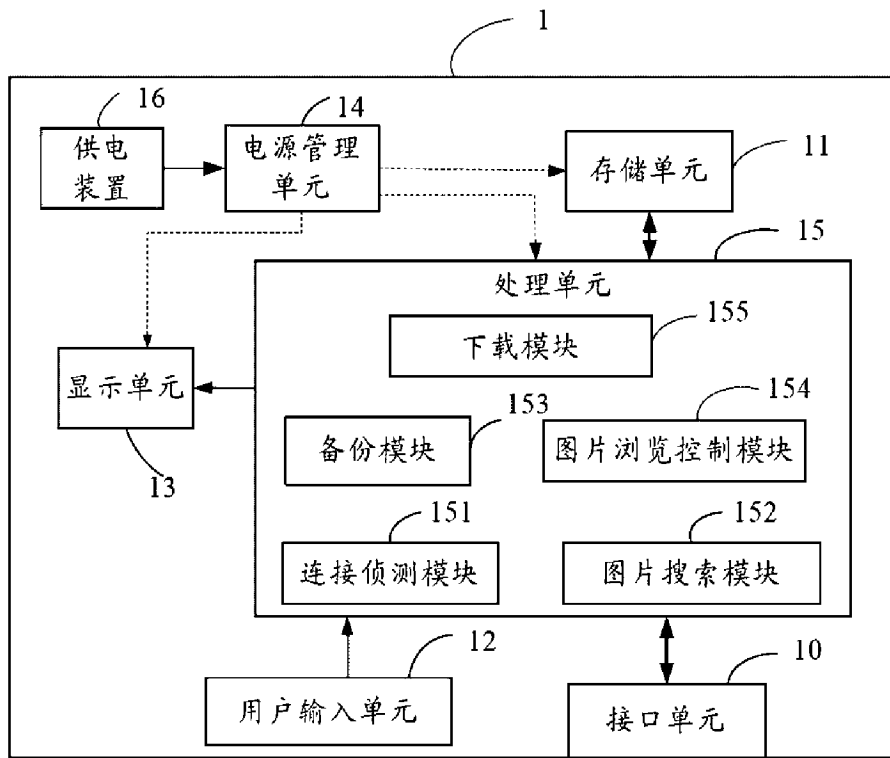 1
16
14
11
供电
装置
电源管理
单元
存储单元
15
处理单元
155
下载模块
显示单元
13
153
154
备份模块
图片浏览控制模块
151
152
连接侦测模块
图片搜索模块
12
10
用户输入单元
接口单元